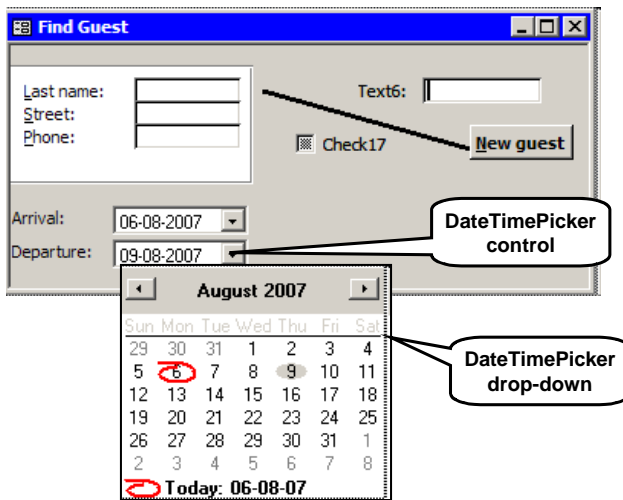 Find Guest
Last name:
Street:
Phone:
Text6:
Check17
New guest
Arrival: 06-08-2007
Departure: 09-08-2007
DateTimePicker
control
August 2007
Sun Mon Tue Wed Thu Fri Sat
29 30 31 1 2 3 4
5 6 7 8 9 10 11
12 13 14 15 16 17 18
19 20 21 22 23 24 25
26 27 28 29 30 31 1
2 3 4 5 6 7 8
Today: 06-08-07
DateTimePicker
drop-down